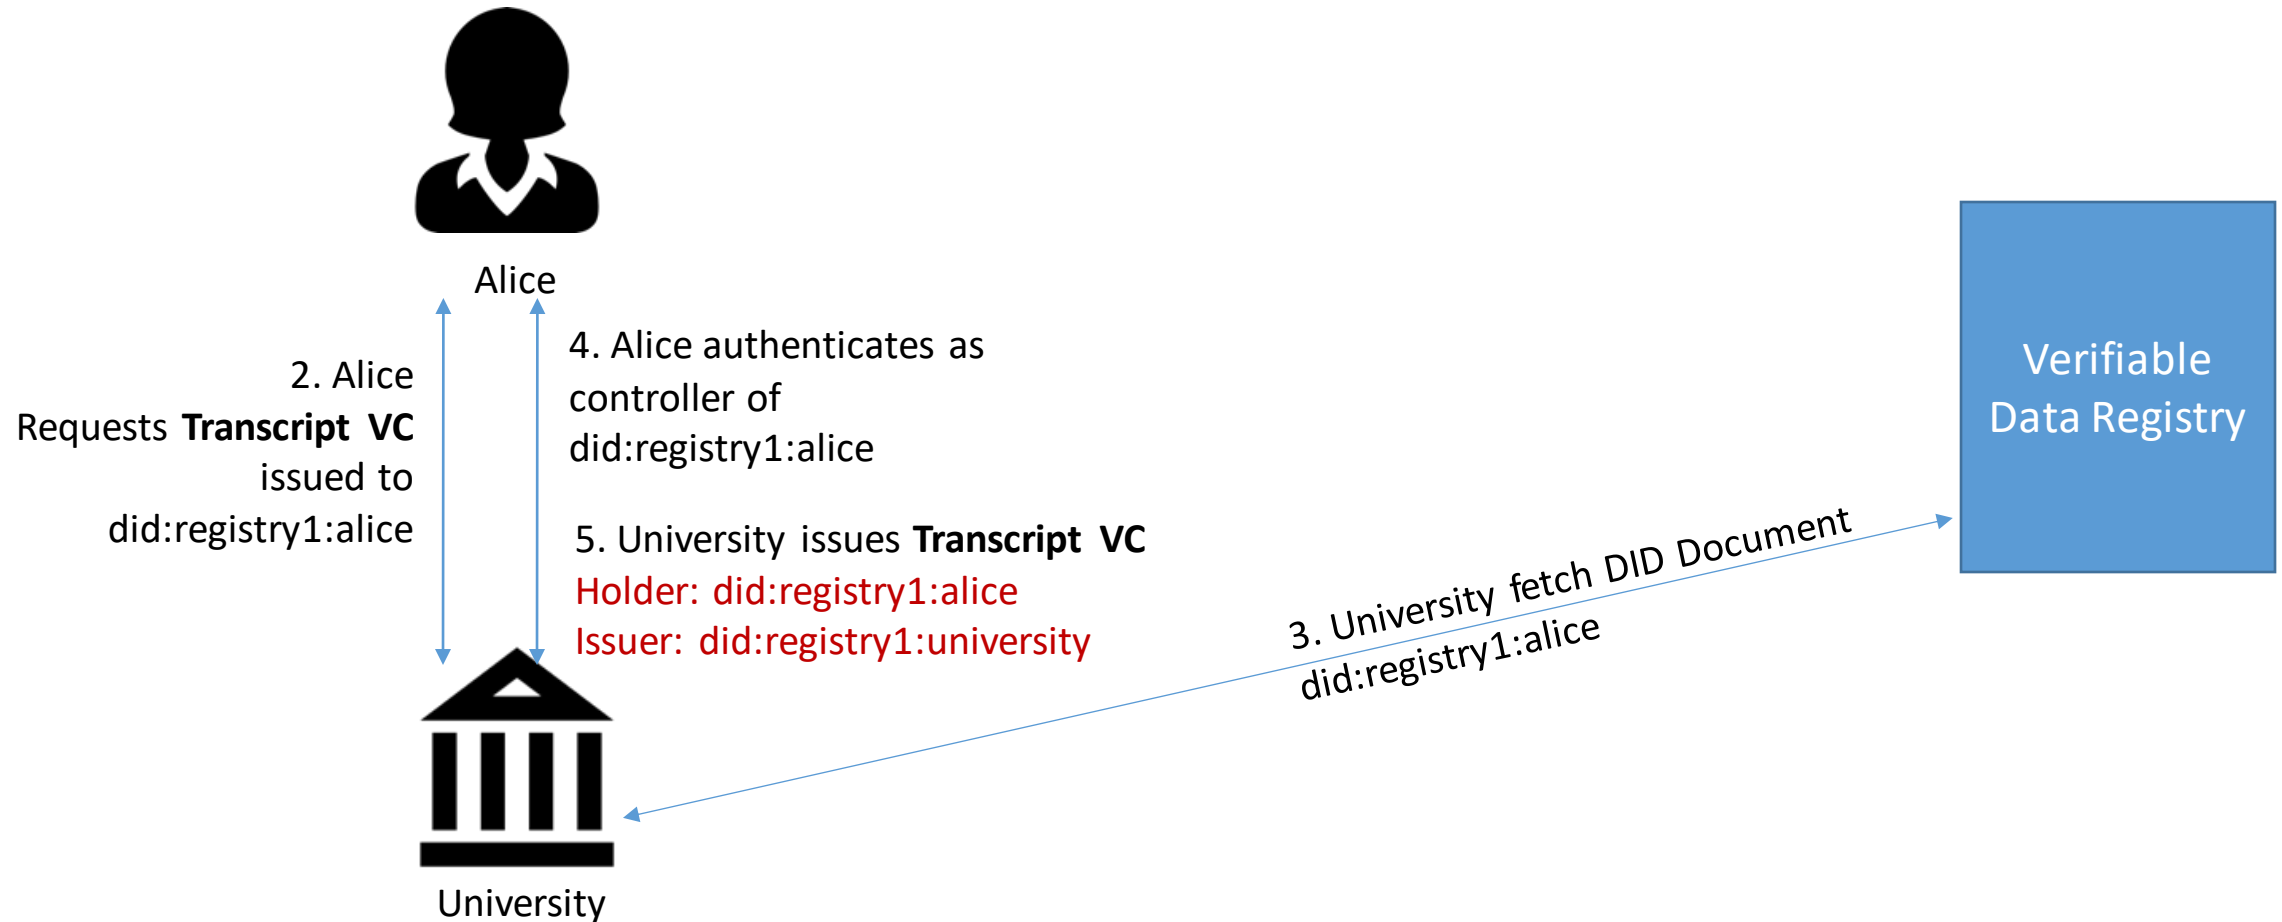 Alice
2. Alice
Requests Transcript VC
issued to
did:registry1:alice
4. Alice authenticates as
controller of
did:registry1:alice
5. University issues Transcript VC
Holder: did:registry1:alice
Issuer: did:registry1:university
3. University fetch DID Document
did:registry1:alice
Verifiable
Data Registry
University